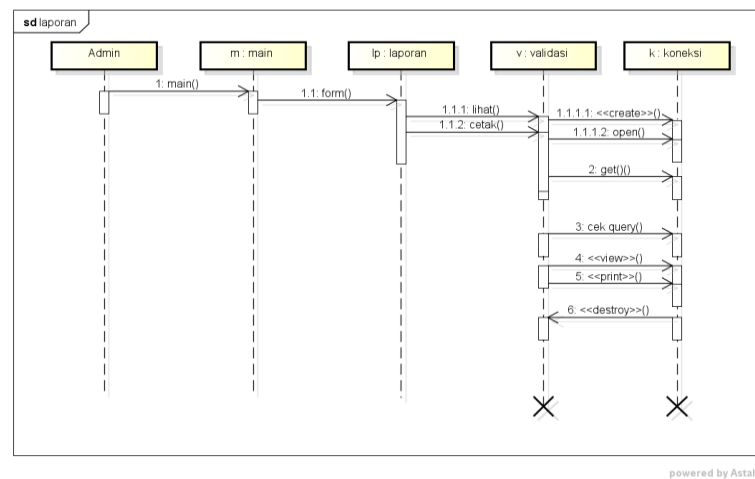 sd laporan
Admin
m : main
lp : laporan
v : validasi
k : koneksi
1: main()
1.1: form()
1.1.1: lihat()
1.1.1.1: <<create>>()
1.1.2: cetak()
1.1.1.2: open()
2: get()()
3: cek query()
4: <<view>>()
5: <<print>>()
6: <<destroy>>()
powered by Astah